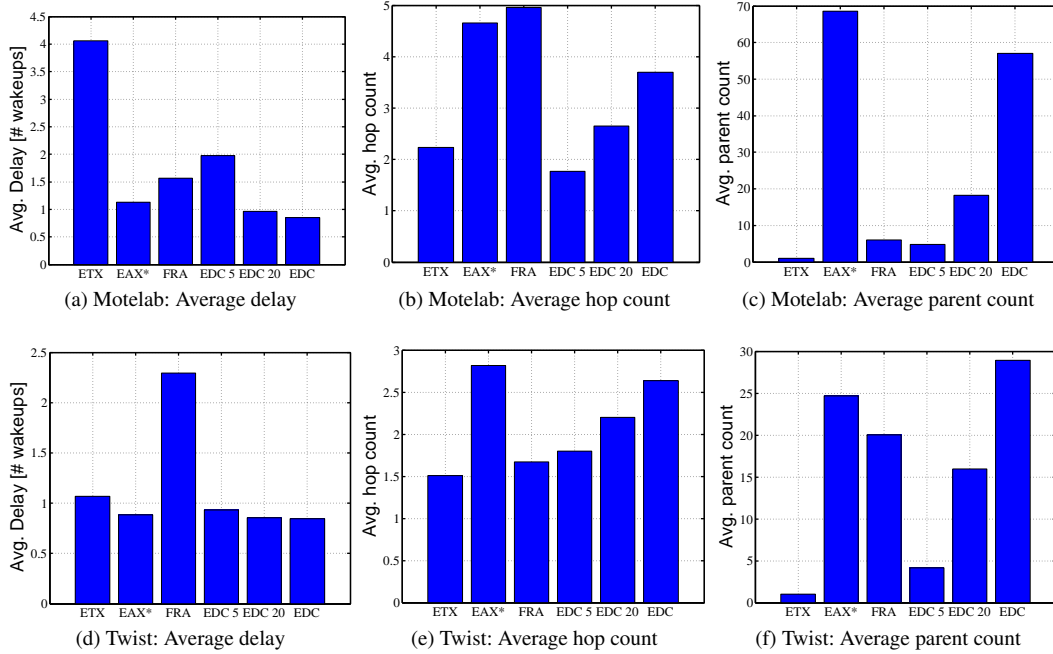 4.5
4
3.5
3
2.5
2
1.5
1
0.5
0
Avg. Delay [# wakeups]
ETX EAX* FRA EDC 5 EDC 20 EDC
(a) Motelab: Average delay
5
4
3
2
1
0
Avg. hop count
ETX EAX* FRA EDC 5 EDC 20 EDC
(b) Motelab: Average hop count
70
60
50
40
30
20
10
0
Avg. parent count
ETX EAX* FRA EDC 5 EDC 20 EDC
(c) Motelab: Average parent count
2.5
2
1.5
1
0.5
0
Avg. Delay [# wakeups]
ETX EAX* FRA EDC 5 EDC 20 EDC
(d) Twist: Average delay
3
2.5
2
1.5
1
0.5
0
Avg. hop count
ETX EAX* FRA EDC 5 EDC 20 EDC
(e) Twist: Average hop count
30
25
20
15
10
5
0
Avg. parent count
ETX EAX* FRA EDC 5 EDC 20 EDC
(f) Twist: Average parent count